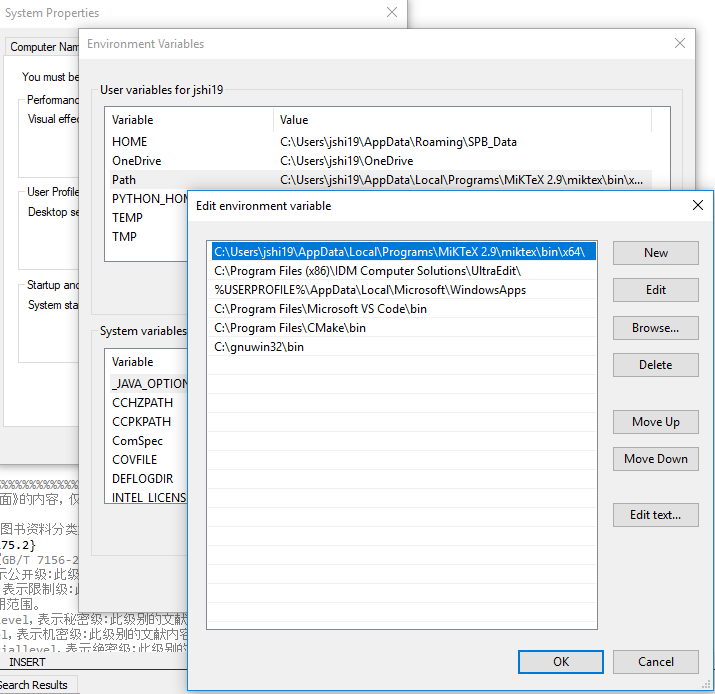 System Properties
Computer Nam
You must be
Performanc
Visual effec
User Profile
Desktop se
Startup and
System sta
Environment Variables
User variables for jshi19
Variable Value
HOME C:\Users\jshi19\AppData\Roaming\SPB_Data
OneDrive C:\Users\jshi19\OneDrive
Path C:\Users\jshi19\AppData\Local\Programs\MiKTeX 2.9\miktex\bin\x...
PYTHON_HOM
TEMP
TMP
System variables
Variable
_JAVA_OPTION
CCHZPATH
CCPKPATH
ComSpec
COVFILE
DEFLOGDIR
INTEL_LICENS
Edit environment variable
C:\Users\jshi19\AppData\Local\Programs\MiKTeX 2.9\miktex\bin\x64\
C:\Program Files (x86)\IDM Computer Solutions\UltraEdit\
%USERPROFILE%\AppData\Local\Microsoft\WindowsApps
C:\Program Files\Microsoft VS Code\bin
C:\Program Files\CMake\bin
C:\gnuwin32\bin
New
Edit
Browse...
Delete
Move Up
Move Down
Edit text...
OK
Cancel
%%%%%%%%%%%
面》的内容，仅
图书资料分类
175.2}
{GB/T 7156-2
示公开级:此级
表示限制级:此
用范围。
level,表示秘密级:此级别的文献
l,表示机密级:此级别的文献内容
iallevel,表示绝密级:此级别的
INSERT
Search Results